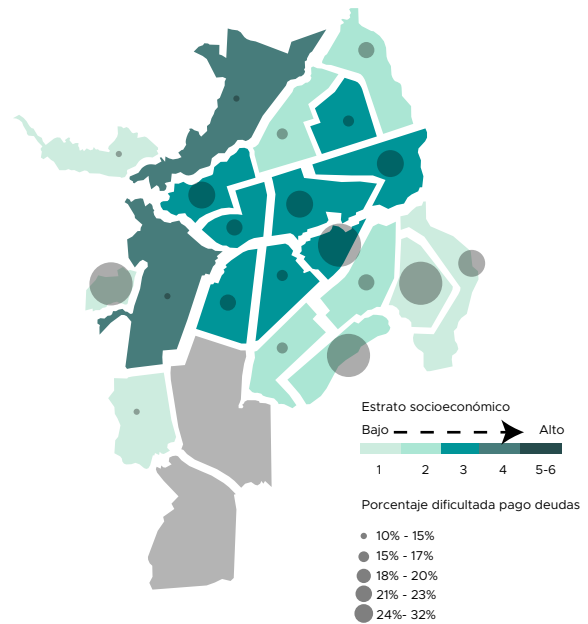 Estrato socioeconómico
Bajo Alto
1 2 3 4 5-6
Porcentaje dificultada pago deudas
10% - 15%
15% - 17%
18% - 20%
21% - 23%
24%- 32%